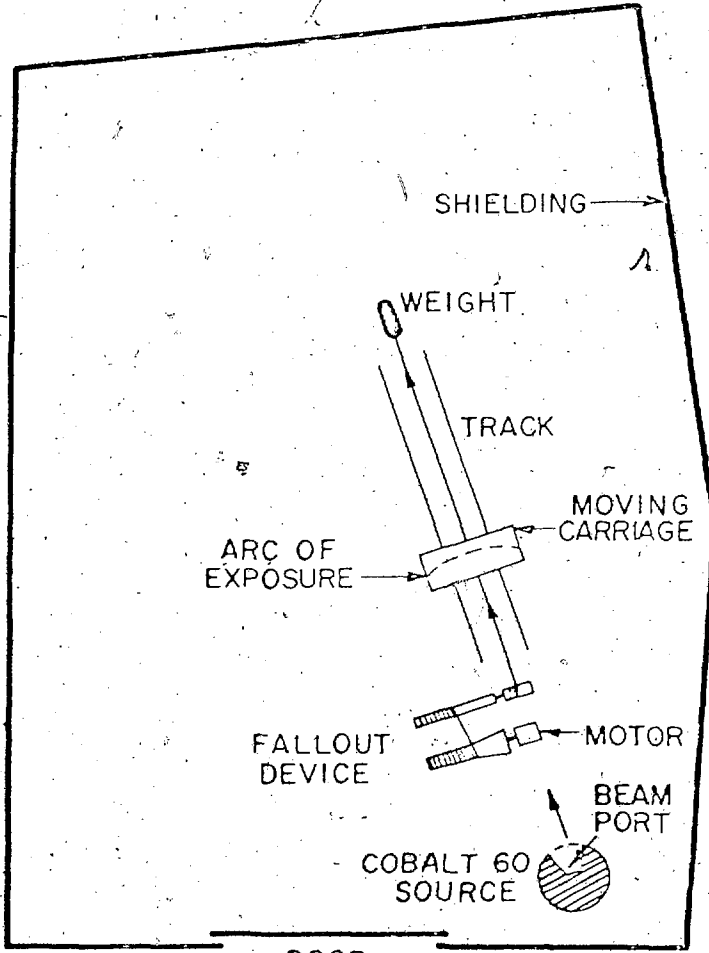 SHIELDING
WEIGHT
TRACK
MOVING
CARRIAGE
ARC OF
EXPOSURE
FALLOUT
DEVICE
MOTOR
BEAM
PORT
COBALT 60
SOURCE